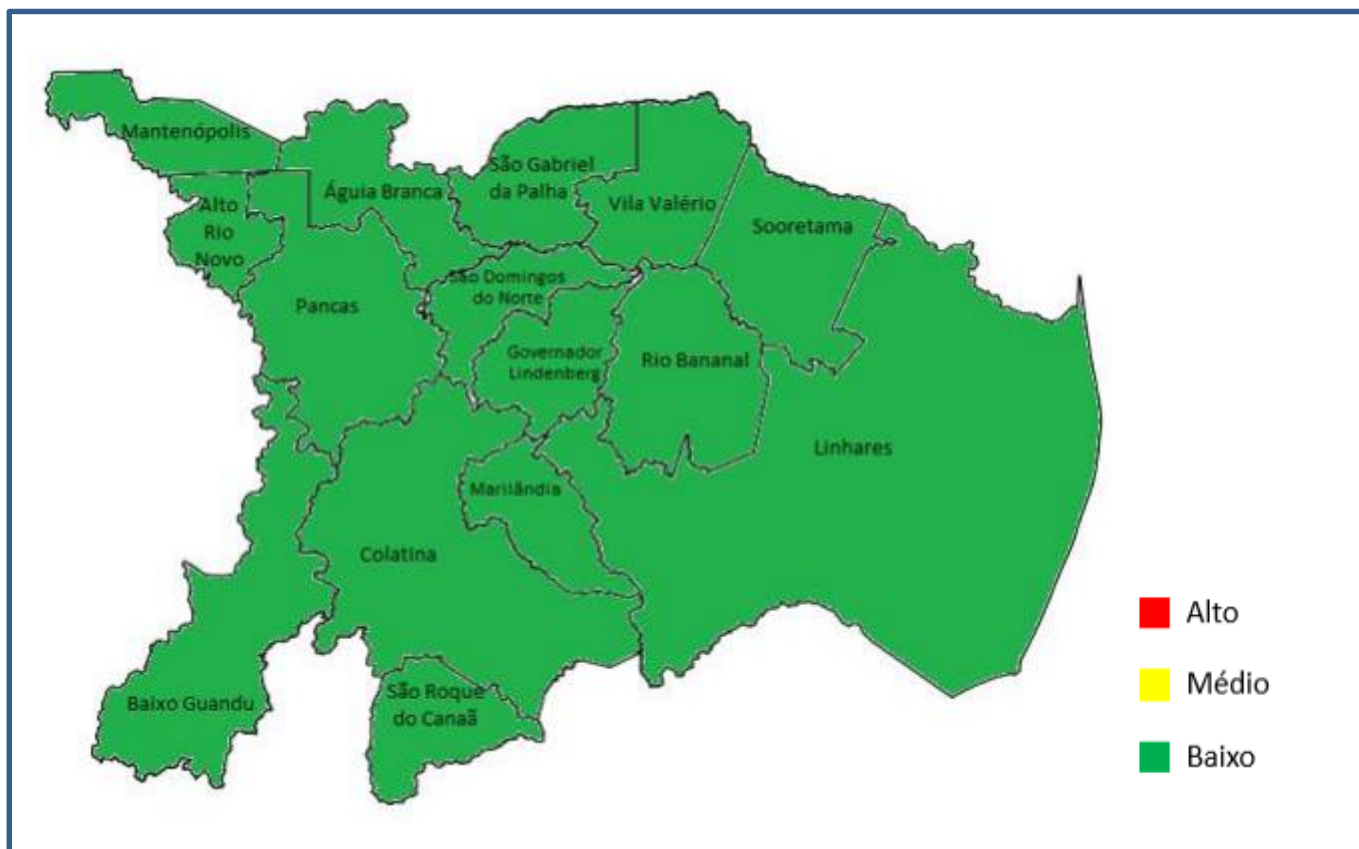 Mantenópolis
São Gabriel
da Palha
Águia Branca
Vila Valério
Alto
Rio
Novo
Sooretama
São Domingos
do Norte
Pancas
Governador
Lindenberg
Rio Bananal
Linhares
Marilândia
Colatina
Baixo Guandu
São Roque
do Canaã
Alto
Médio
Baixo